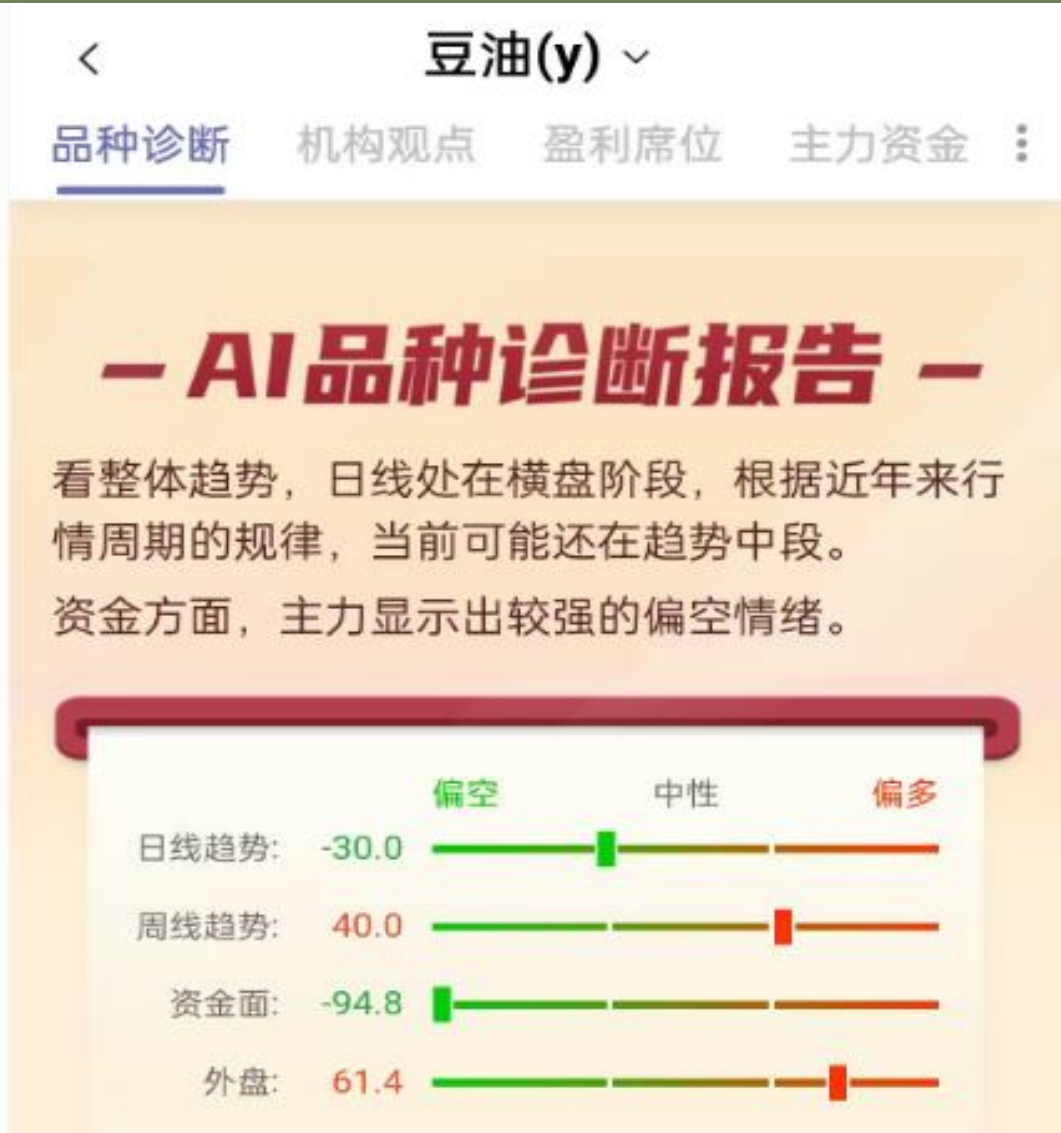 豆油(y)
品种诊断 机构观点 盈利席位 主力资金
AI品种诊断报告
看整体趋势，日线处在横盘阶段，根据近年来行
情周期的规律，当前可能还在趋势中段。
资金方面，主力显示出较强的偏空情绪。
偏空 中性 偏多
日线趋势: -30.0
周线趋势: 40.0
资金面: -94.8
外盘: 61.4